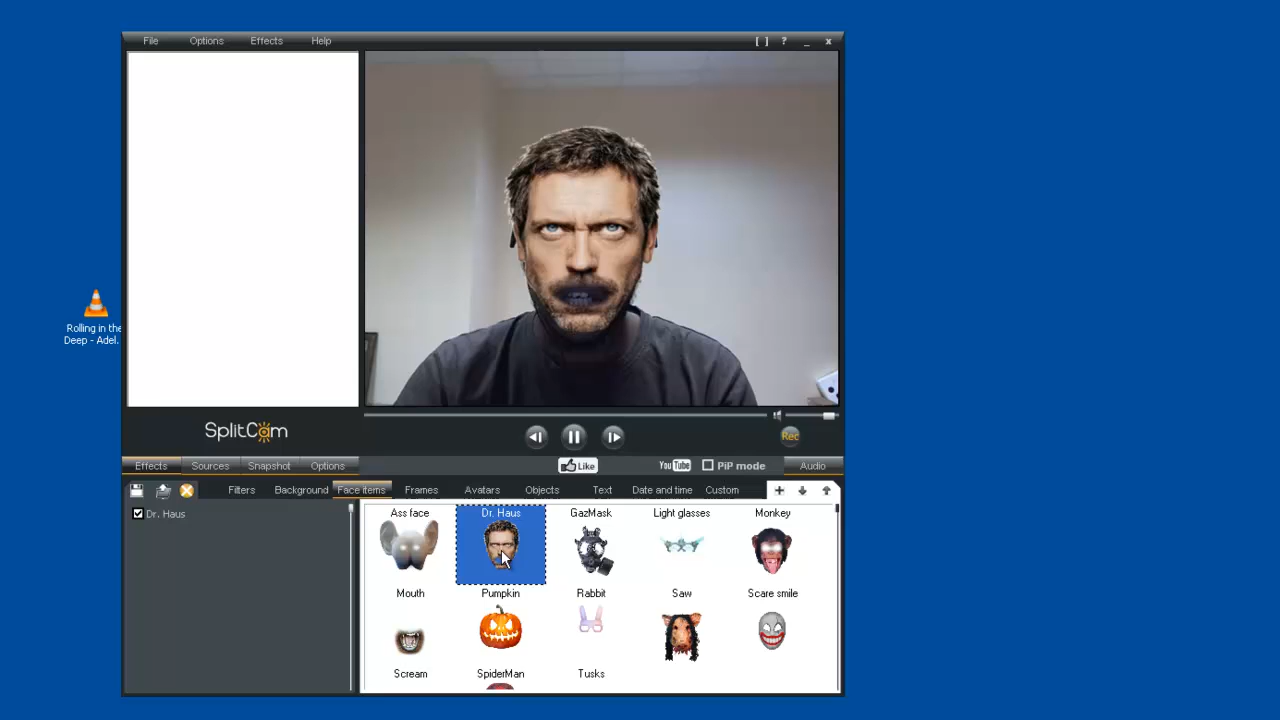 File Options Effects Help
[ ] ? _ x
Rolling in the
Deep - Adel.
SplitCam
Rec
Effects Sources Snapshot Options Like YouTube PiP mode Audio
Filters Background Face items Frames Avatars Objects Text Date and time Custom
Dr. Haus
Ass face Dr. Haus GazMask Light glasses Monkey
Mouth Pumpkin Rabbit Saw Scare smile
Scream SpiderMan Tusks